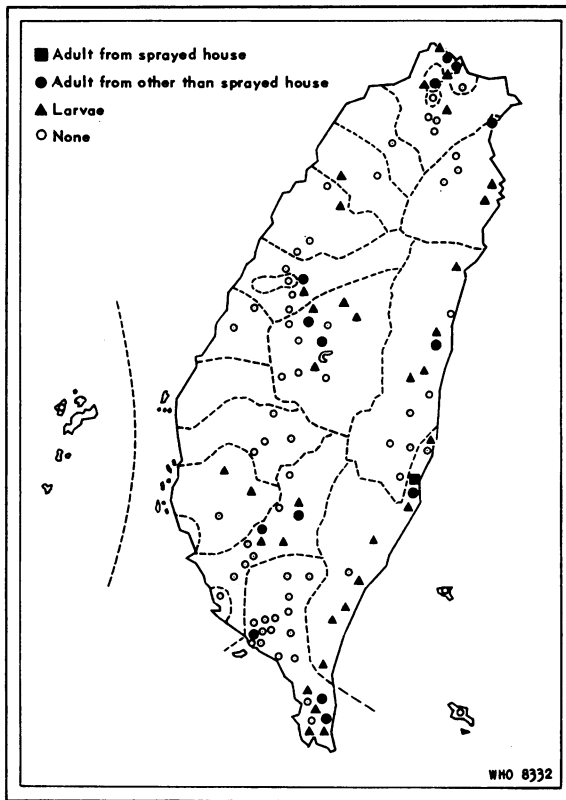 Adult from sprayed house
Adult from other than sprayed house
Larvae
None
WHO 8332